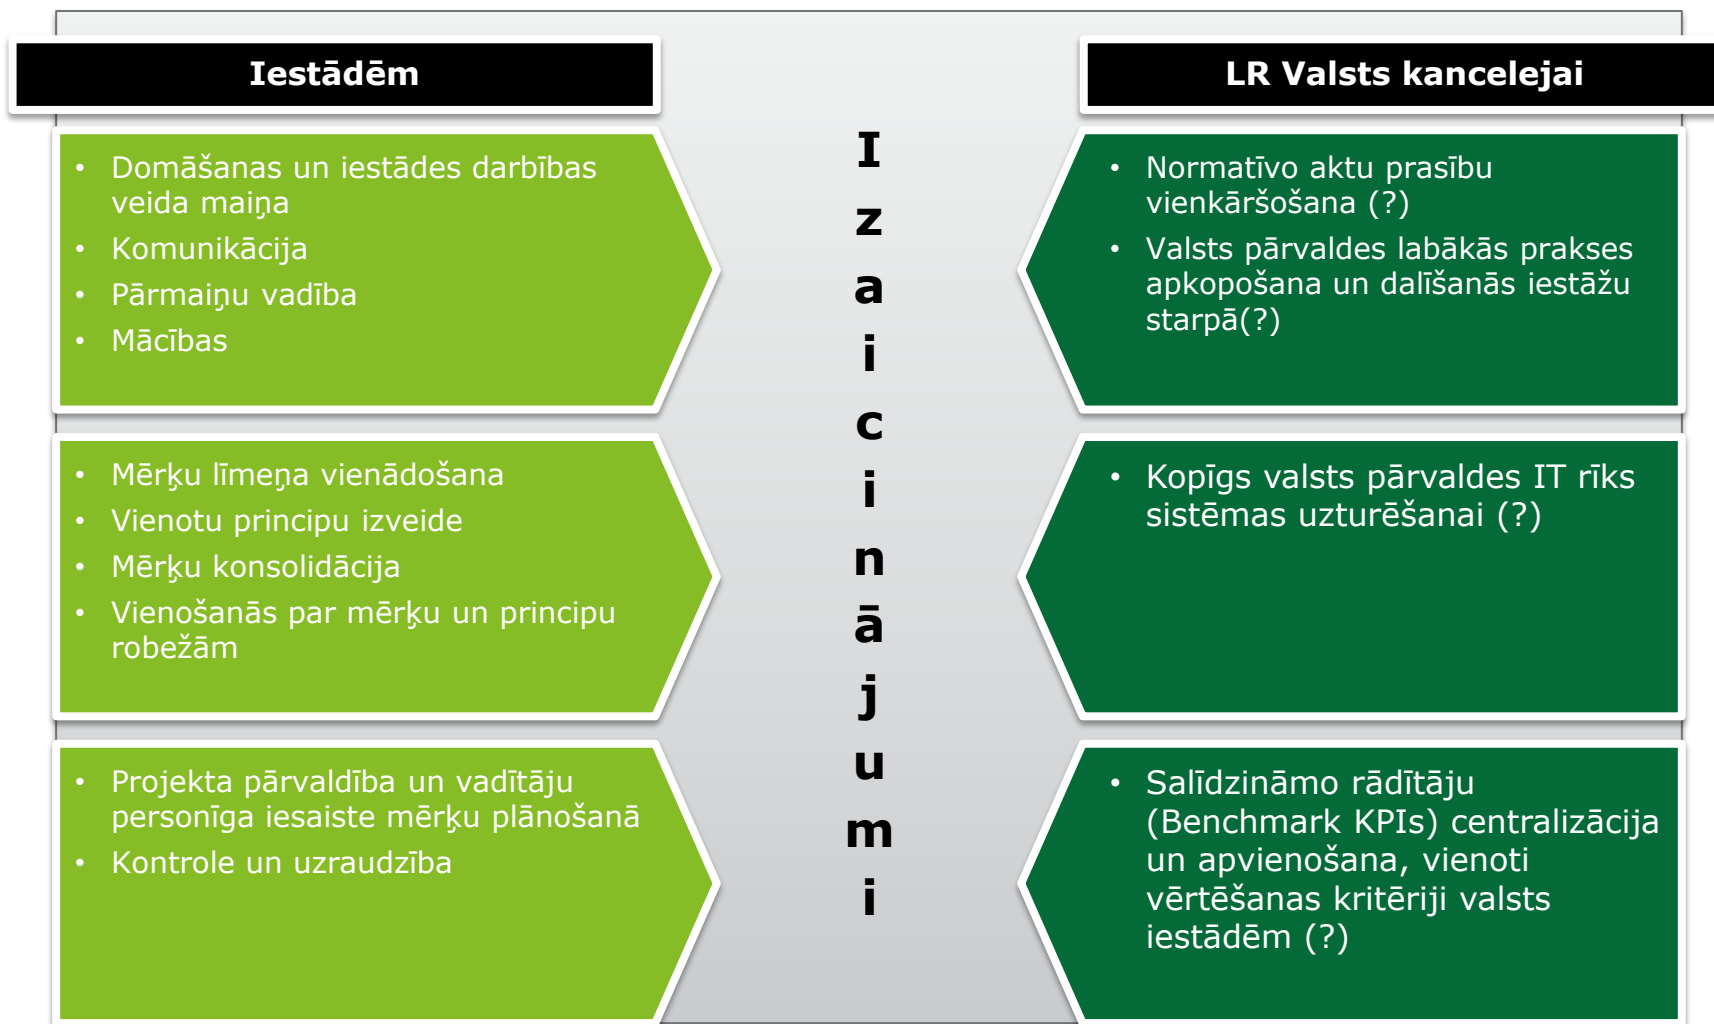 Iestādēm
• Domāšanas un iestādes darbības
veida maiņa
• Komunikācija
• Pārmaiņu vadība
• Mācības
• Mērķu līmeņa vienādošana
• Vienotu principu izveide
• Mērķu konsolidācija
• Vienošanās par mērķu un principu
robežām
• Projekta pārvaldība un vadītāju
personīga iesaiste mērķu plānošanā
• Kontrole un uzraudzība
I
z
a
i
c
i
n
ā
j
u
m
i
LR Valsts kancelejai
• Normatīvo aktu prasību
vienkāršošana (?)
• Valsts pārvaldes labākās prakses
apkopošana un dalīšanās iestāžu
starpā(?)
• Kopīgs valsts pārvaldes IT rīks
sistēmas uzturēšanai (?)
• Salīdzināmo rādītāju
(Benchmark KPIs) centralizācija
un apvienošana, vienoti
vērtēšanas kritēriji valsts
iestādēm (?)